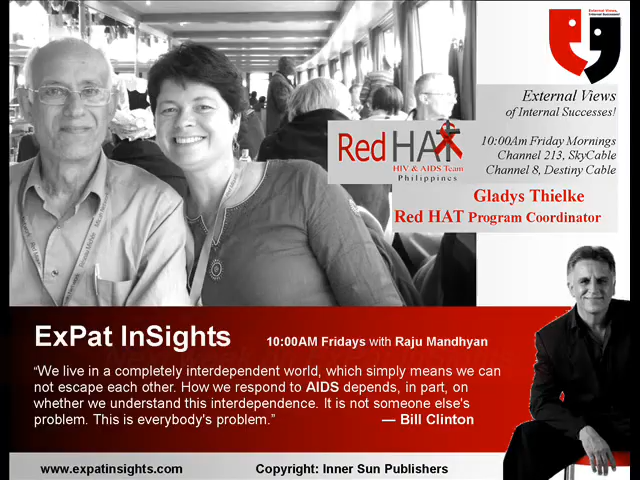 External Views,
Internal Successes!
External Views
of Internal Successes!
10:00Am Friday Mornings
Channel 213, SkyCable
Channel 8, Destiny Cable
Red HAT
HIV & AIDS Team
Philippines
Gladys Thielke
Red HAT Program Coordinator
ExPat InSights 10:00AM Fridays with Raju Mandhyan
“We live in a completely interdependent world, which simply means we can
not escape each other. How we respond to AIDS depends, in part, on
whether we understand this interdependence. It is not someone else's
problem. This is everybody's problem.” — Bill Clinton
www.expatinsights.com Copyright: Inner Sun Publishers